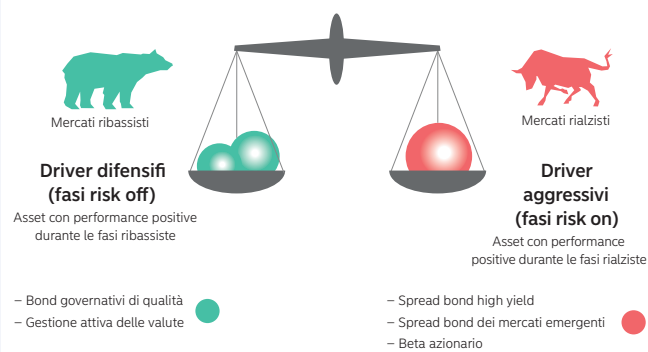 Mercati ribassisti
Driver difensifi
(fasi risk off)
Asset con performance positive
durante le fasi ribassiste
– Bond governativi di qualità
– Gestione attiva delle valute
Mercati rialzisti
Driver
aggressivi
(fasi risk on)
Asset con performance
positive durante le fasi rialziste
– Spread bond high yield
– Spread bond dei mercati emergenti
– Beta azionario